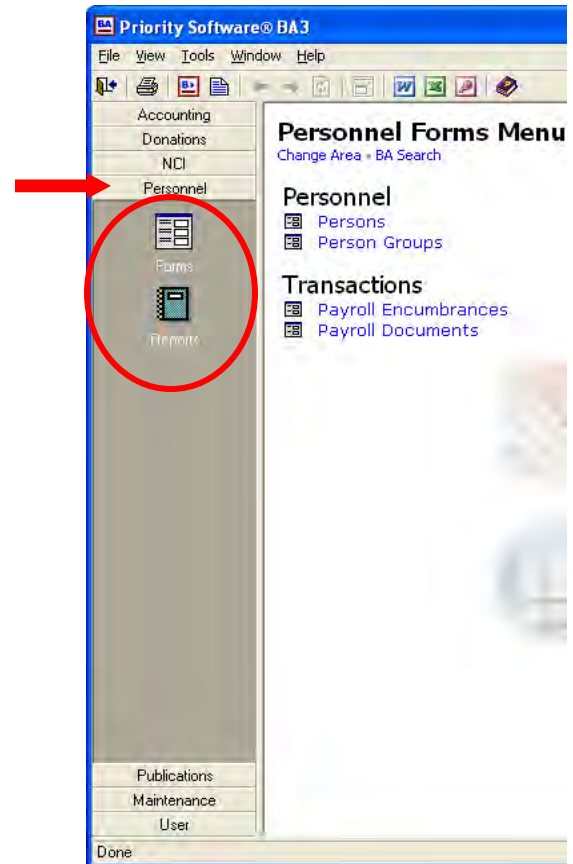 Priority Software® BA3
File View Tools Window Help
Accounting
Donations
NCI
Personnel
Forms
Reports
Personnel Forms Menu
Change Area • BA Search
Personnel
Persons
Person Groups
Transactions
Payroll Encumbrances
Payroll Documents
Publications
Maintenance
User
Done